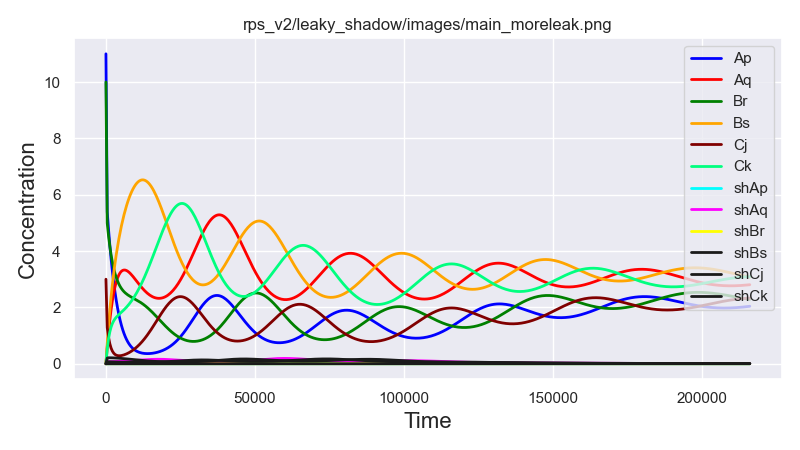 rps_v2/leaky_shadow/images/main_moreleak.png
Concentration
10
8
6
4
2
0
0
50000
100000
150000
200000
Time
Ap
Aq
Br
Bs
Cj
Ck
shAp
shAq
shBr
shBs
shCj
shCk